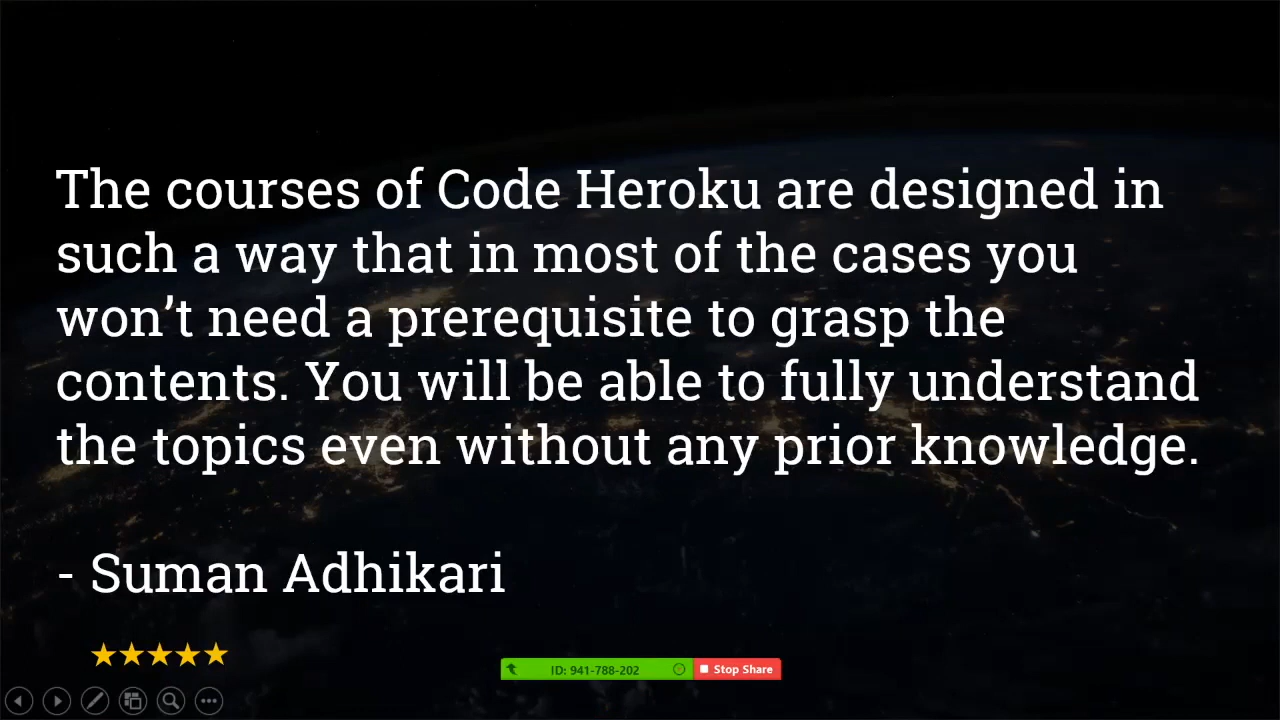 The courses of Code Heroku are designed in
such a way that in most of the cases you
won’t need a prerequisite to grasp the
contents. You will be able to fully understand
the topics even without any prior knowledge.
- Suman Adhikari
ID: 941-788-202
Stop Share